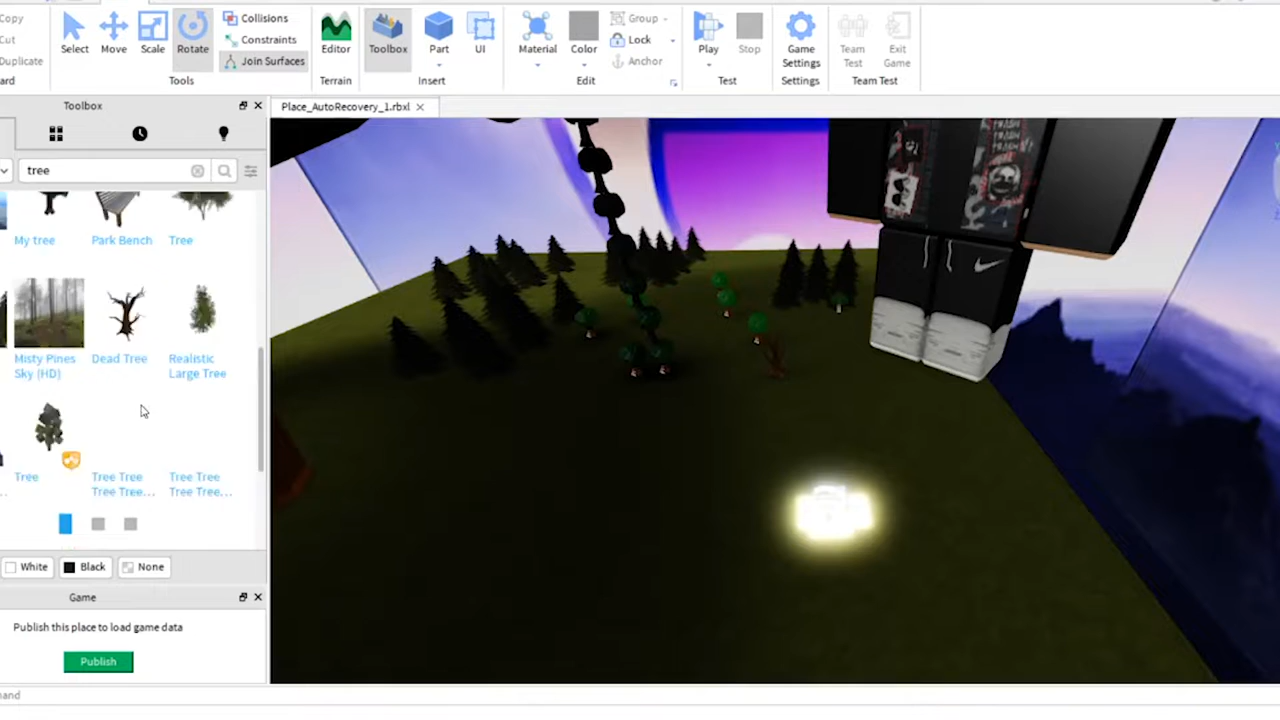 Copy
Cut
Duplicate
ard
Select
Move
Scale
Rotate
Collisions
Constraints
Join Surfaces
Tools
Editor
Terrain
Toolbox
Part
UI
Insert
Material
Color
Group
Lock
Anchor
Edit
Play
Stop
Test
Game
Settings
Settings
Team
Test
Exit
Game
Team Test
Toolbox
Place_AutoRecovery_1.rbxl
tree
My tree
Park Bench
Tree
Misty Pines
Sky (HD)
Dead Tree
Realistic
Large Tree
Tree
Tree Tree
Tree Tree...
Tree Tree
Tree Tree...
White
Black
None
Game
Publish this place to load game data
Publish
mand